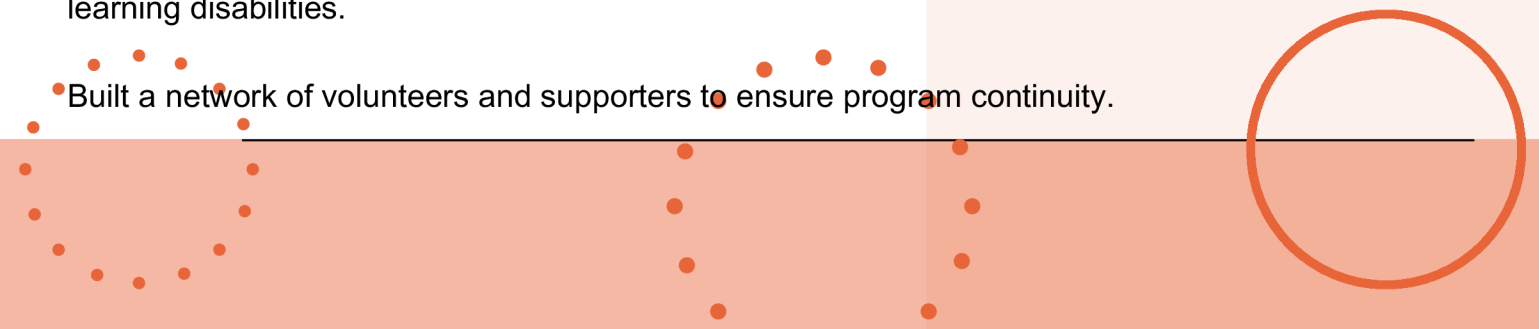 learning disabilities.
Built a network of volunteers and supporters to ensure program continuity.